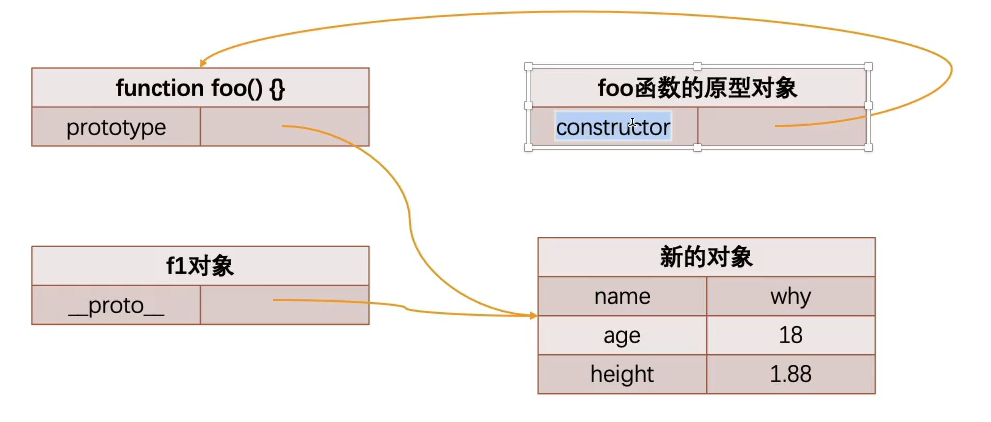 function foo() {}
prototype
foo函数的原型对象
constructor
f1对象
__proto__
新的对象
name why
age 18
height 1.88